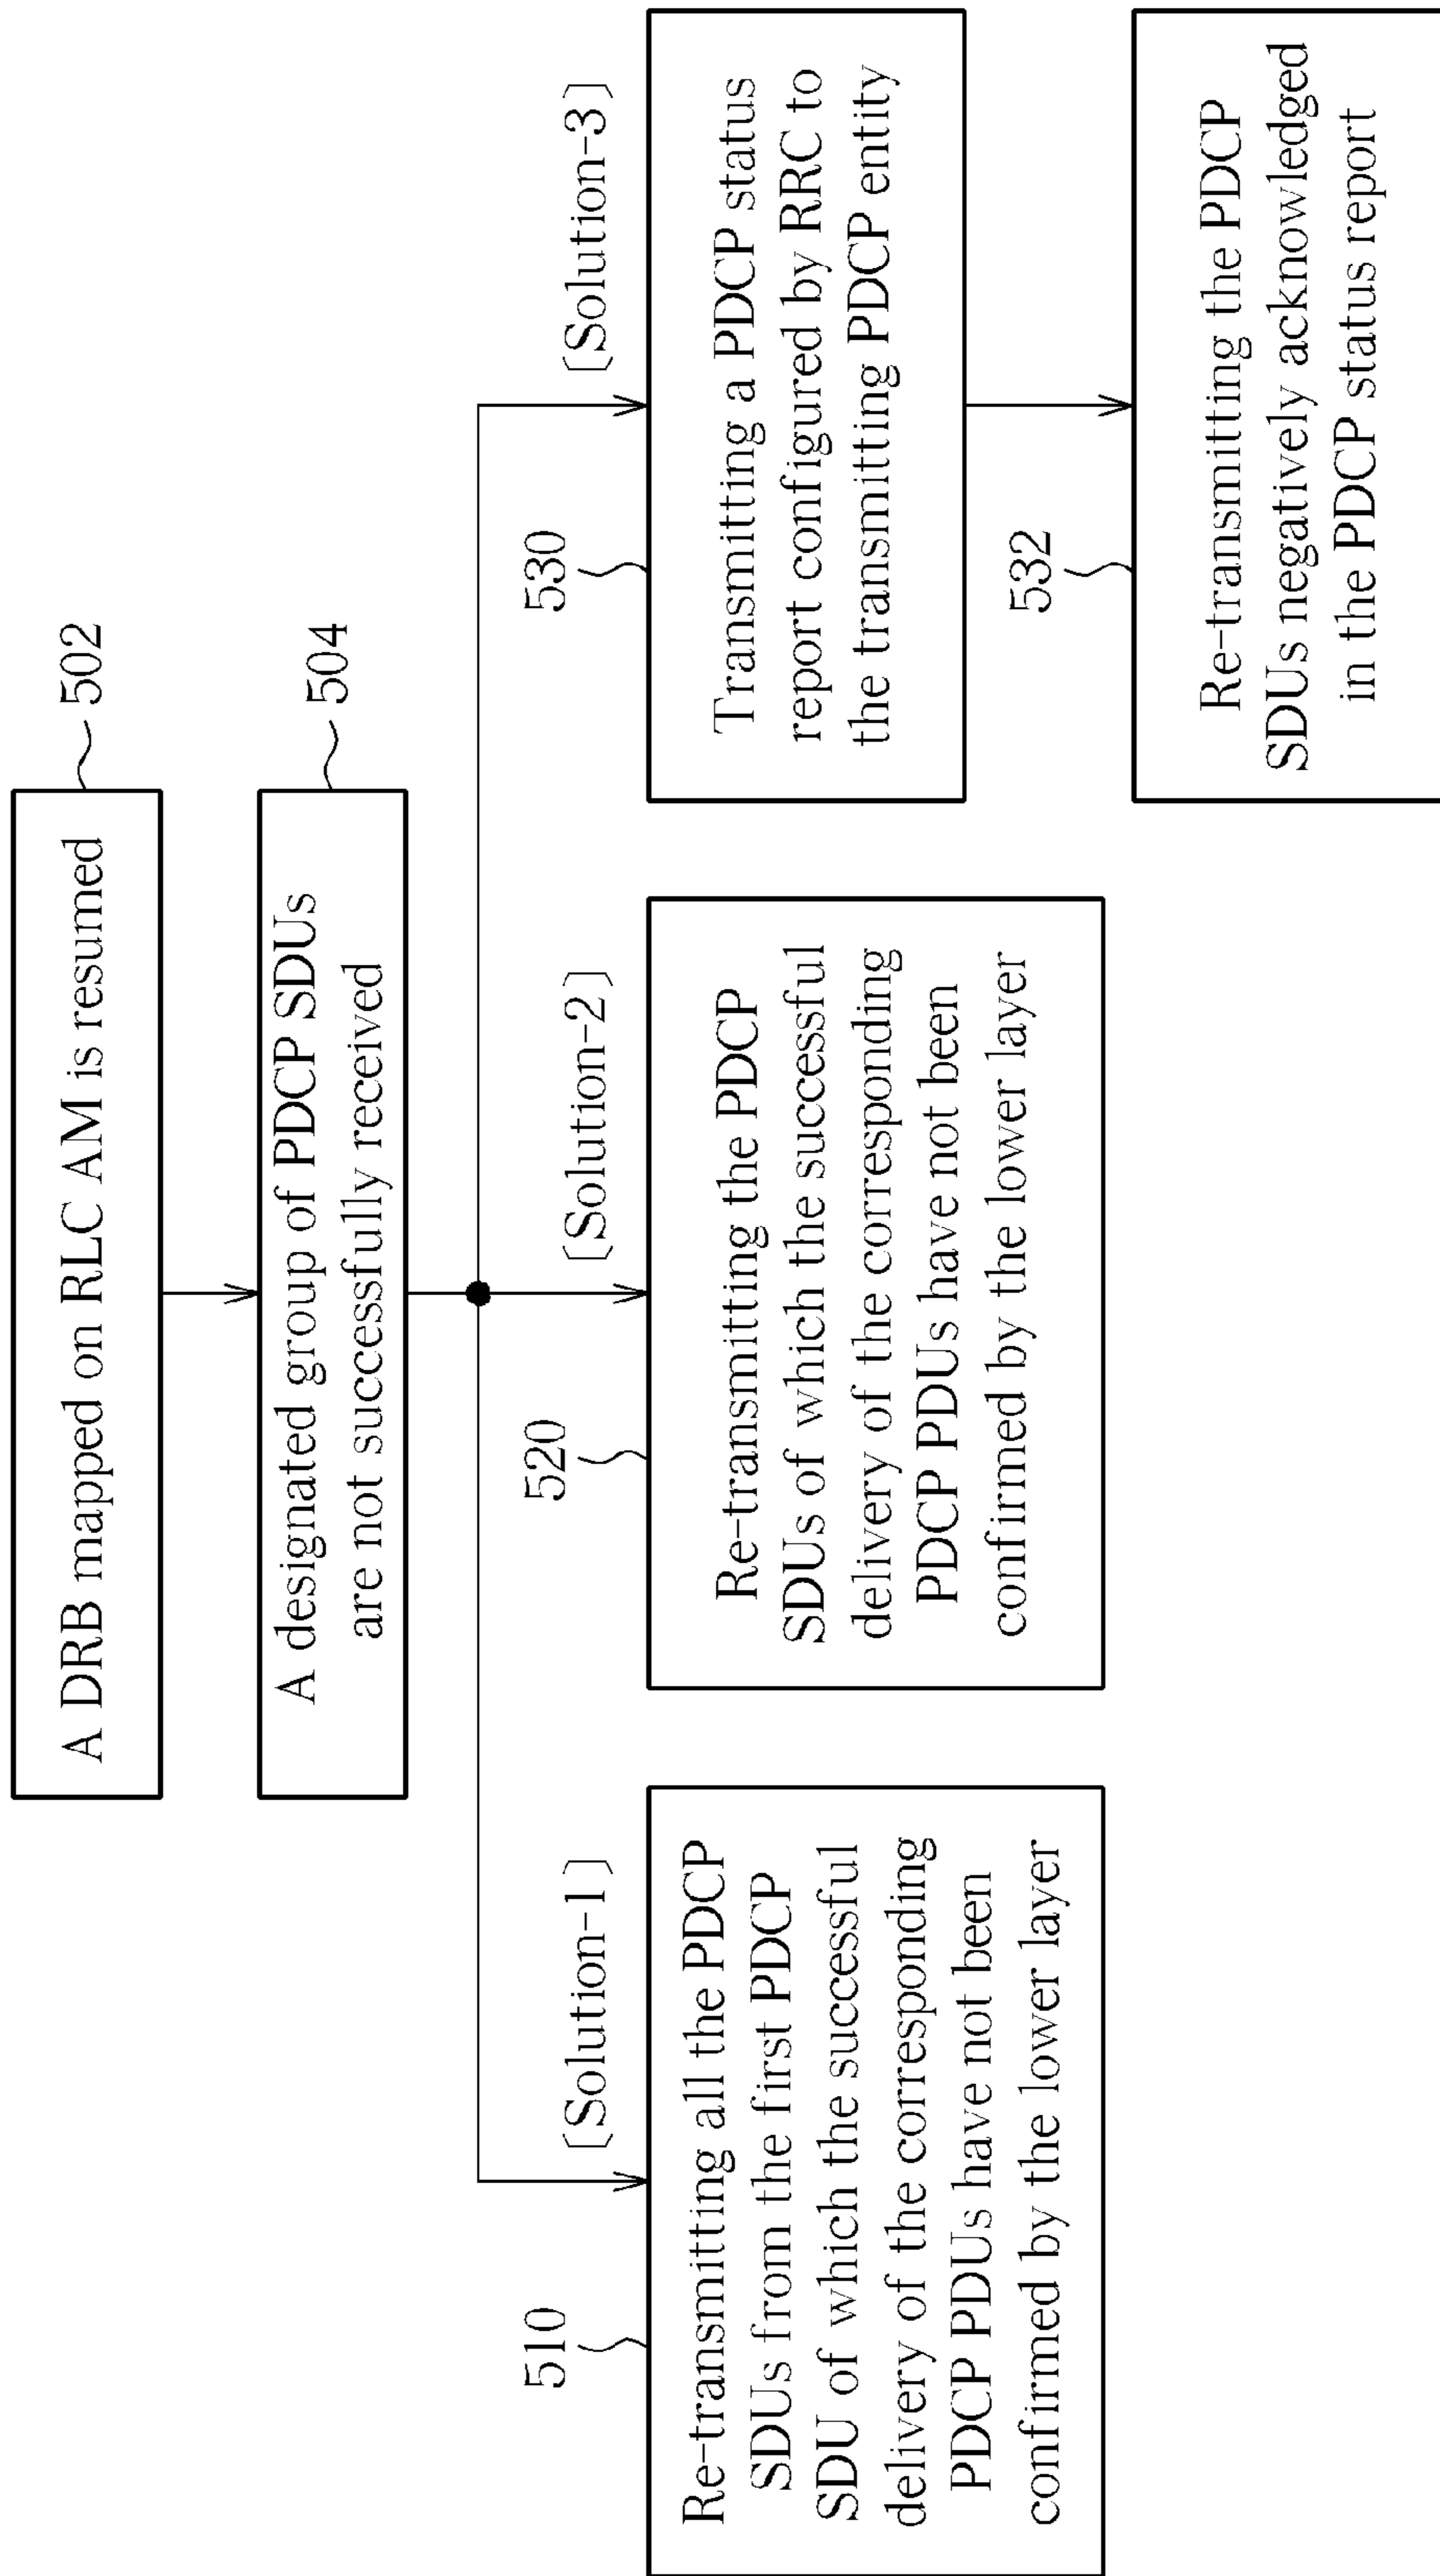 A DRB mapped on RLC AM is resumed
502
A designated group of PDCP SDUs
are not successfully received
504
510
[Solution-1]
Re-transmitting all the PDCP
SDUs from the first PDCP
SDU of which the successful
delivery of the corresponding
PDCP PDUs have not been
confirmed by the lower layer
520
[Solution-2]
Re-transmitting the PDCP
SDUs of which the successful
delivery of the corresponding
PDCP PDUs have not been
confirmed by the lower layer
530
[Solution-3]
Transmitting a PDCP status
report configured by RRC to
the transmitting PDCP entity
532
Re-transmitting the PDCP
SDUs negatively acknowledged
in the PDCP status report